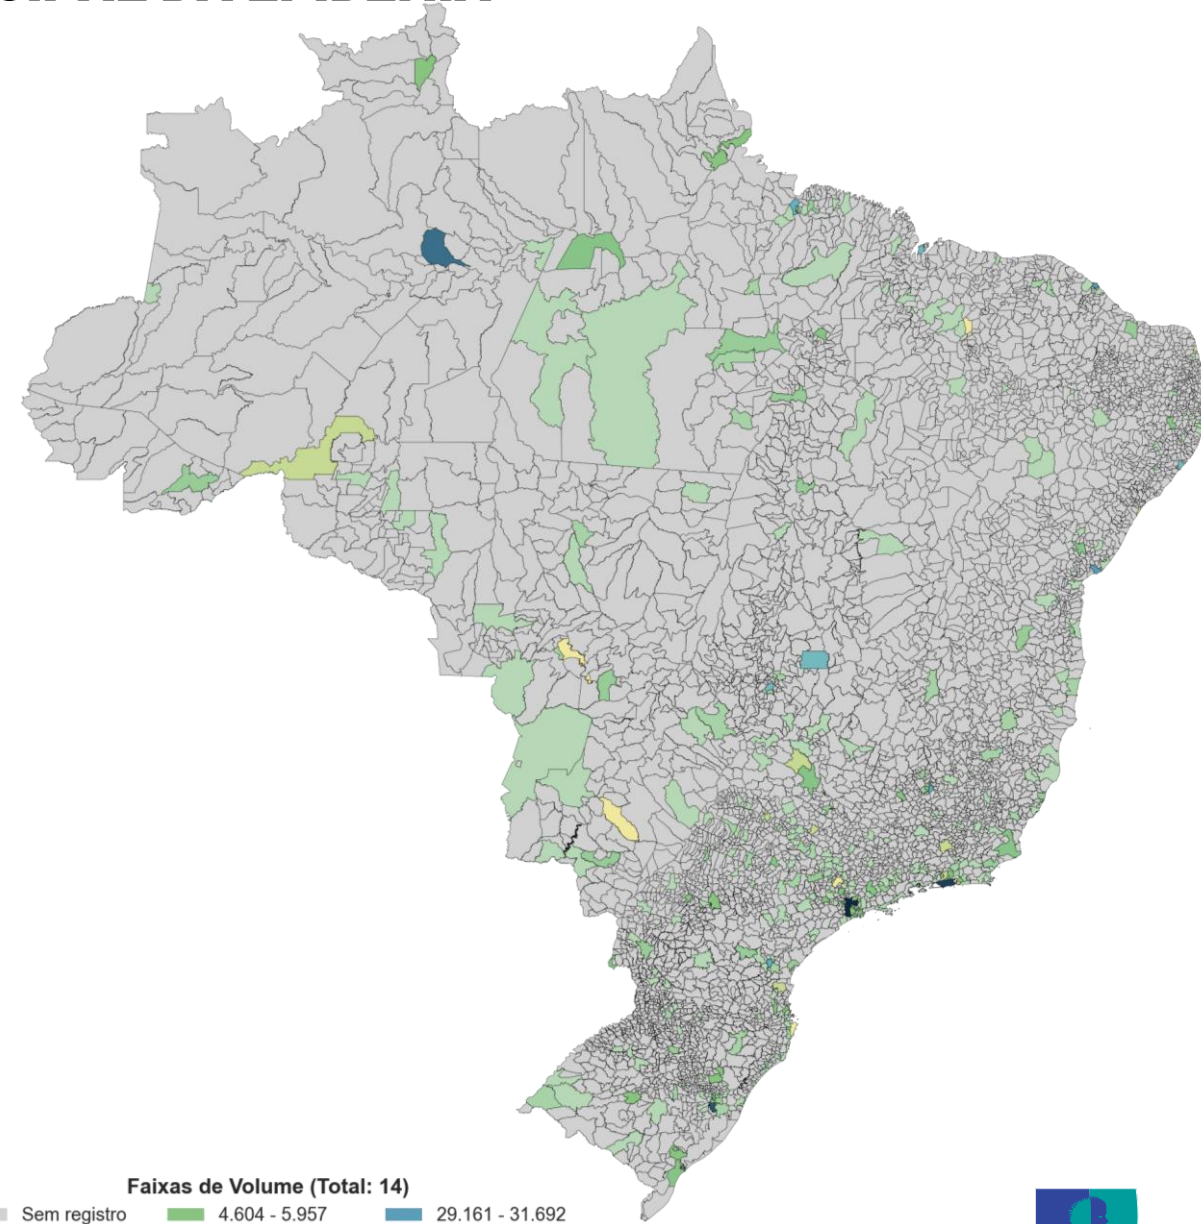 Faixas de Volume (Total: 14)
Sem registro 4.604 - 5.957 29.161 - 31.692